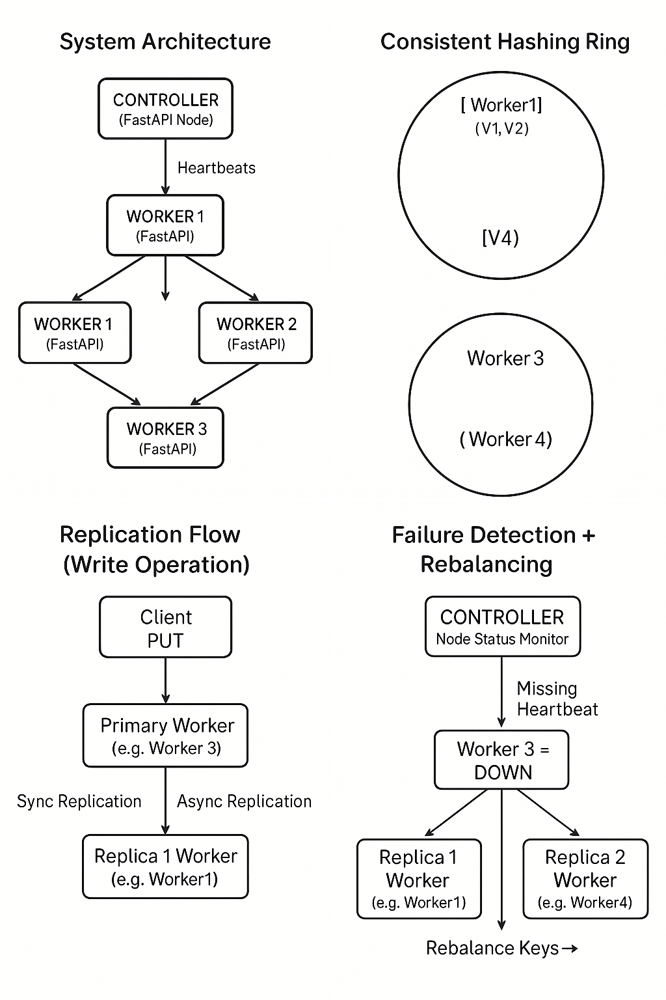 System Architecture
CONTROLLER
(FastAPI Node)
Heartbeats
WORKER 1
(FastAPI)
WORKER 1
(FastAPI)
WORKER 2
(FastAPI)
WORKER 3
(FastAPI)
Consistent Hashing Ring
[ Worker1]
(V1, V2)
[V4)
Worker 3
( Worker 4)
Replication Flow
(Write Operation)
Client
PUT
Primary Worker
(e.g. Worker 3)
Sync Replication
Async Replication
Replica 1 Worker
(e.g. Worker1)
Failure Detection +
Rebalancing
CONTROLLER
Node Status Monitor
Missing
Heartbeat
Worker 3 =
DOWN
Replica 1
Worker
(e.g. Worker1)
Replica 2
Worker
(e.g. Worker4)
Rebalance Keys→